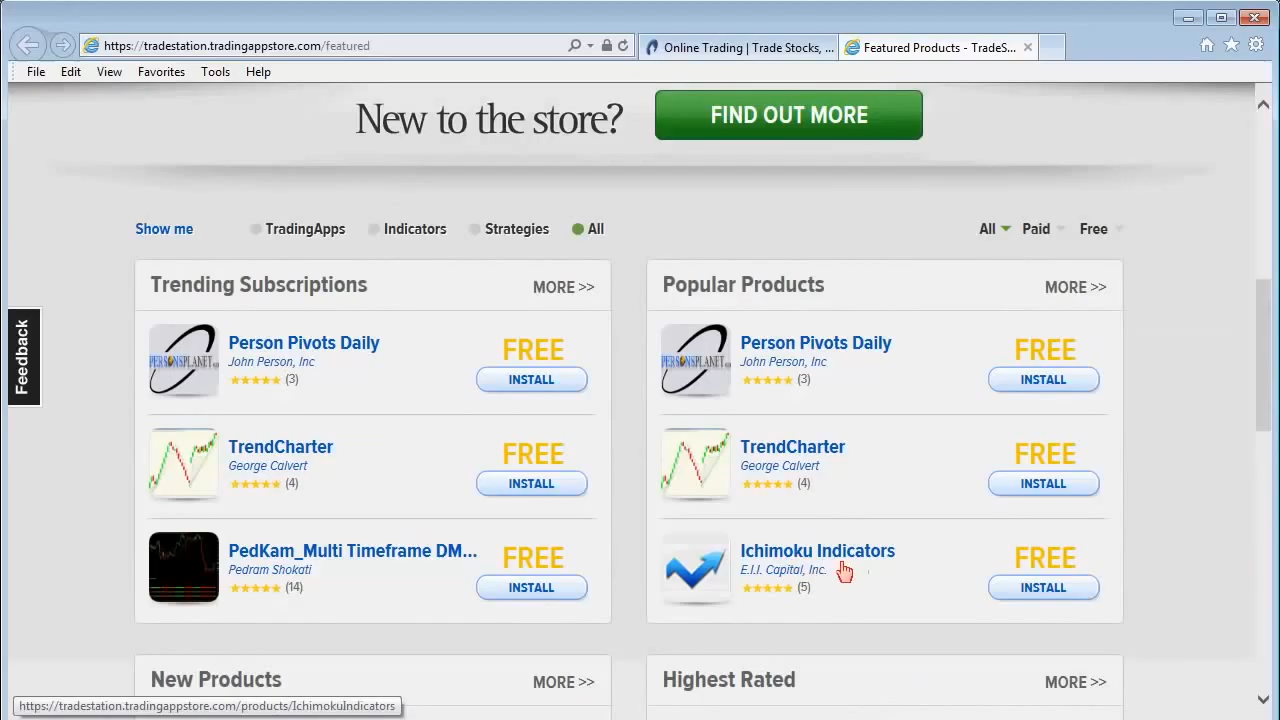 https://tradestation.tradingappstore.com/featured
Online Trading | Trade Stocks, ...
Featured Products - TradeS...
File Edit View Favorites Tools Help
New to the store?
FIND OUT MORE
Show me TradingApps Indicators Strategies All
All Paid Free
Feedback
Trending Subscriptions
MORE >>
Person Pivots Daily
John Person, Inc
(3)
FREE
INSTALL
TrendCharter
George Calvert
(4)
FREE
INSTALL
PedKam_Multi Timeframe DM...
Pedram Shokati
(14)
FREE
INSTALL
Popular Products
MORE >>
Person Pivots Daily
John Person, Inc
(3)
FREE
INSTALL
TrendCharter
George Calvert
(4)
FREE
INSTALL
Ichimoku Indicators
E.I.I. Capital, Inc.
(5)
FREE
INSTALL
New Products
MORE >>
Highest Rated
MORE >>
https://tradestation.tradingappstore.com/products/IchimokuIndicators